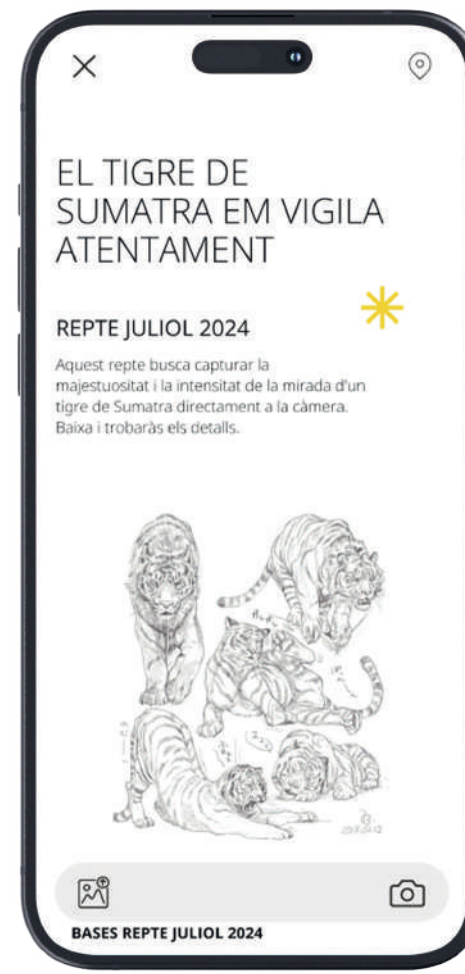 EL TIGRE DE
SUMATRA EM VIGILA
ATENTAMENT
REPTE JULIOL 2024
Aquest repte busca capturar la
majestuositat i la intensitat de la mirada d'un
tigre de Sumatra directament a la càmera.
Baixa i trobaràs els detalls.
BASES REPTE JULIOL 2024